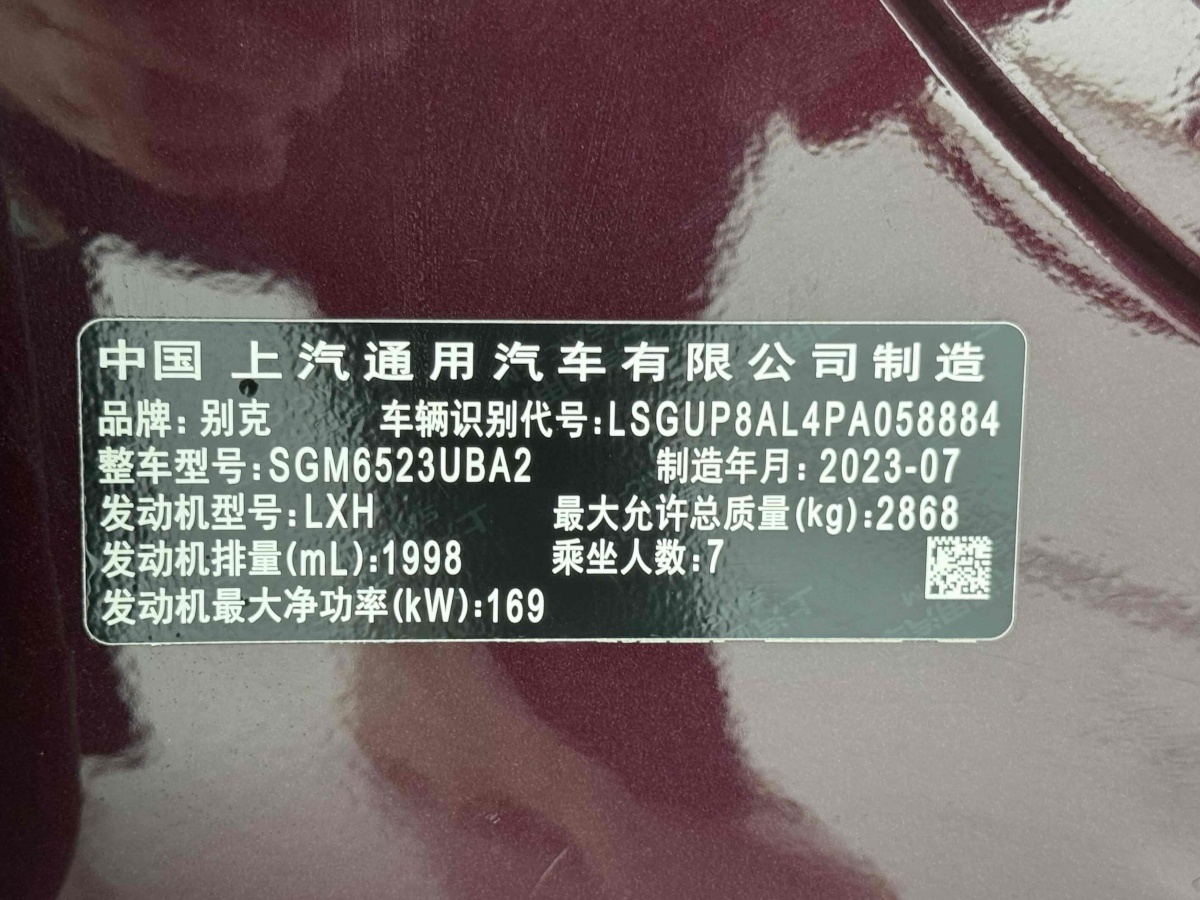 中国 上汽通用汽车有限公司制造
品牌: 别克 车辆识别代号:LSGUP8AL4PA058884
整车型号:SGM6523UBA2 制造年月: 2023-07
发动机型号:LXH 最大允许总质量(kg):2868
发动机排量(mL):1998 乘坐人数:7
发动机最大净功率(kW):169